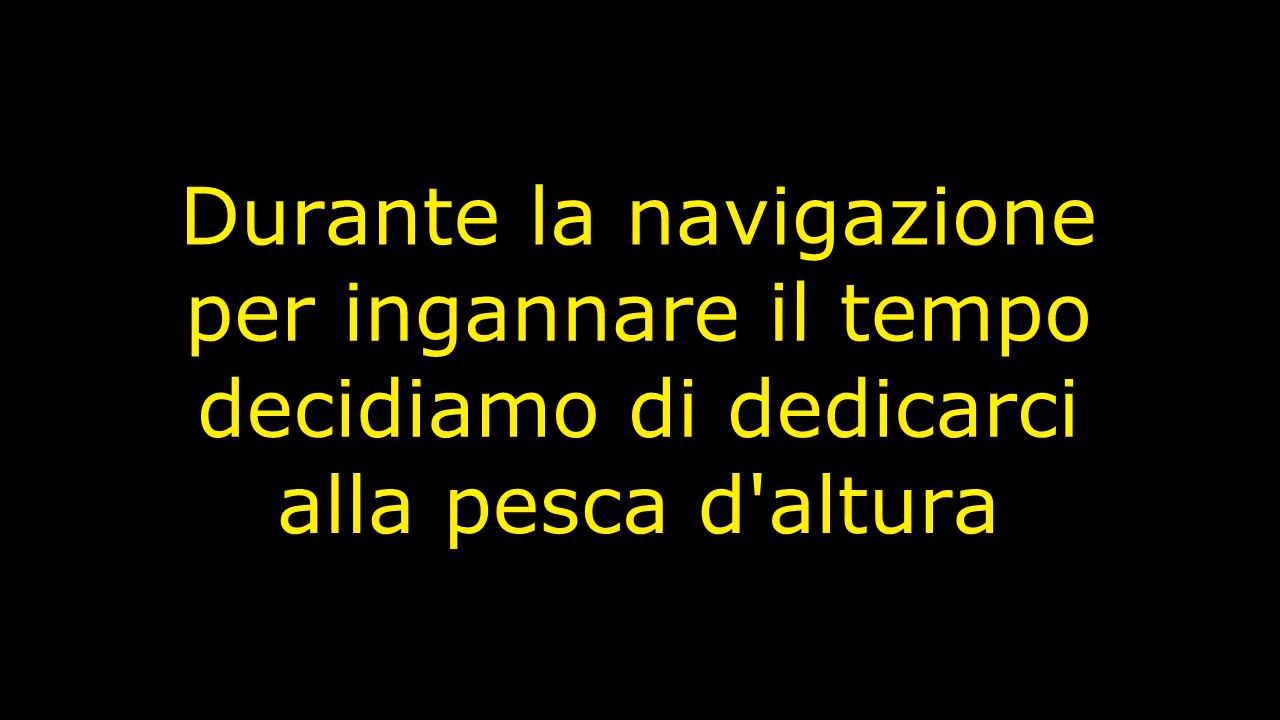 Durante la navigazione
per ingannare il tempo
decidiamo di dedicarci
alla pesca d'altura